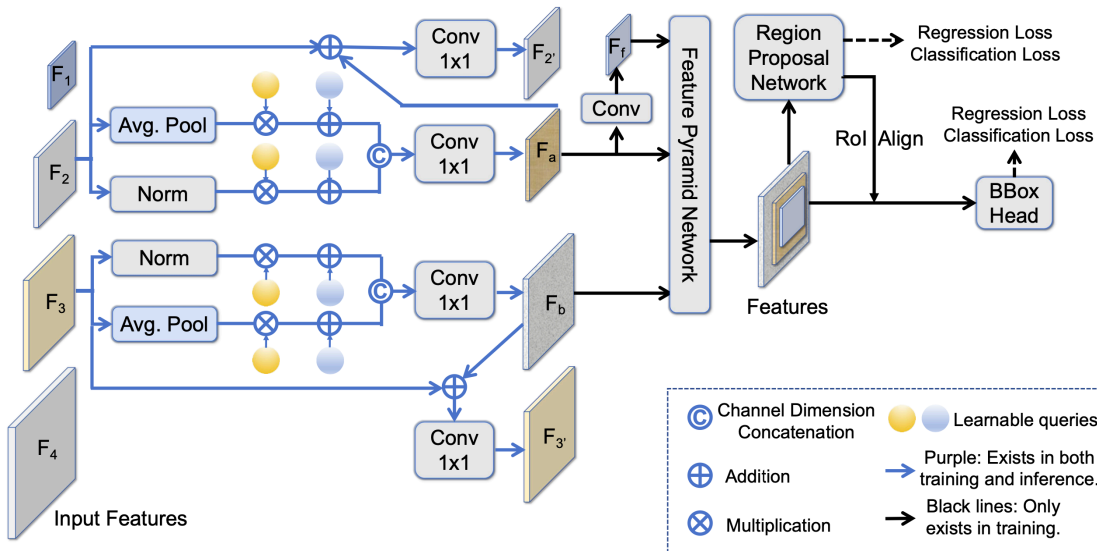 F1
F2
F3
F4
Input Features
Avg. Pool
Norm
C
Conv
1x1
F2'
Conv
1x1
Fa
Norm
Avg. Pool
C
Conv
1x1
Fb
Conv
1x1
F3'
Ff
Conv
Feature Pyramid Network
Features
Region
Proposal
Network
Regression Loss
Classification Loss
RoI Align
Regression Loss
Classification Loss
BBox
Head
C Channel Dimension
Concatenation
Addition
Multiplication
Learnable queries
Purple: Exists in both
training and inference.
Black lines: Only
exists in training.